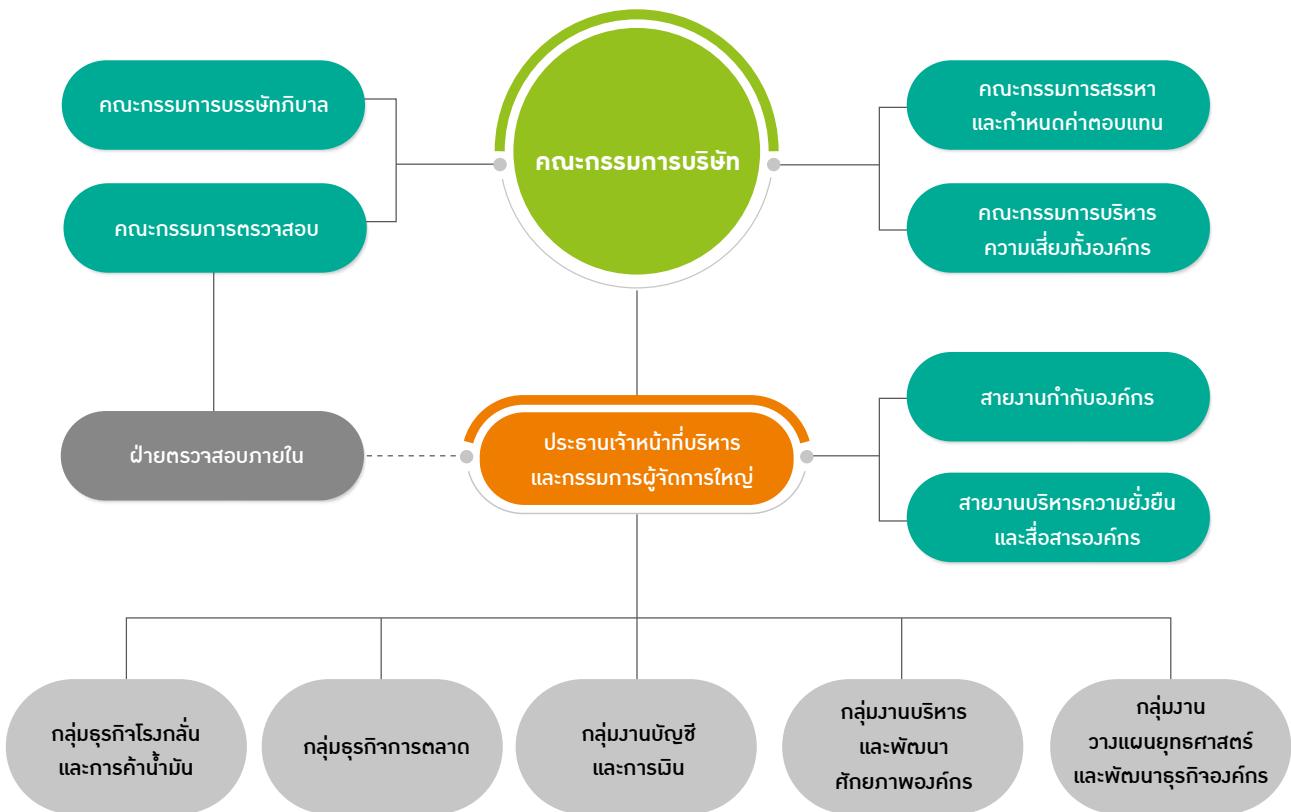 คณะกรรมการบรรษัทภิบาล
คณะกรรมการตรวจสอบ
คณะกรรมการบริษัท
คณะกรรมการสรรหา
และกำหนดค่าตอบแทน
คณะกรรมการบริหาร
ความเสี่ยงทั้งองค์กร
ฝ่ายตรวจสอบภายใน
ประธานเจ้าหน้าที่บริหาร
และกรรมการผู้จัดการใหญ่
สายงานกำกับองค์กร
สายงานบริหารความยั่งยืน
และสื่อสารองค์กร
กลุ่มธุรกิจโรงกลั่น
และการค้าน้ำมัน
กลุ่มธุรกิจการตลาด
กลุ่มงานบัญชี
และการเงิน
กลุ่มงานบริหาร
และพัฒนา
ศักยภาพองค์กร
กลุ่มงาน
วางแผนยุทธศาสตร์
และพัฒนาธุรกิจองค์กร